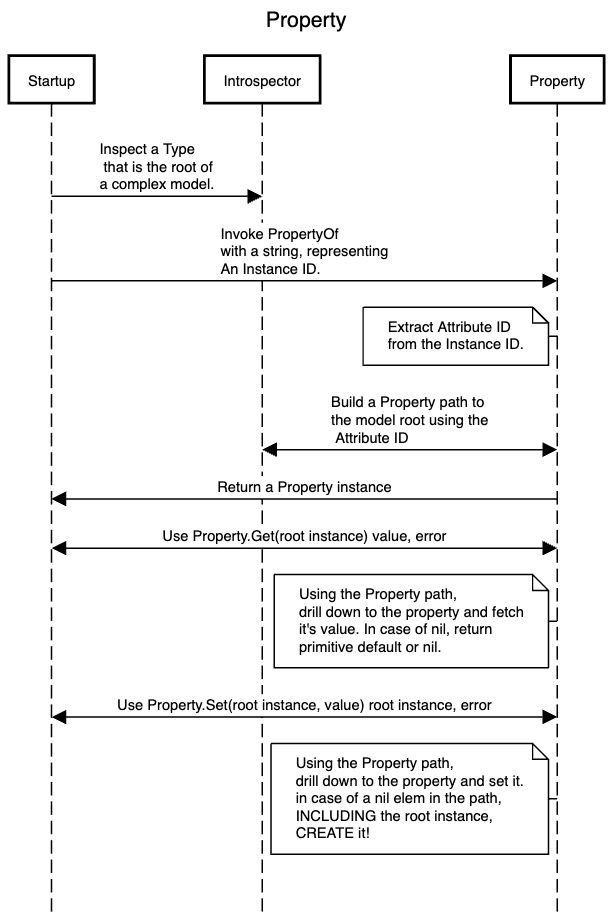 Property
Startup
Introspector
Property
Inspect a Type
that is the root of
a complex model.
Invoke PropertyOf
with a string, representing
An Instance ID.
Extract Attribute ID
from the Instance ID.
Build a Property path to
the model root using the
Attribute ID
Return a Property instance
Use Property.Get(root instance) value, error
Using the Property path,
drill down to the property and fetch
it's value. In case of nil, return
primitive default or nil.
Use Property.Set(root instance, value) root instance, error
Using the Property path,
drill down to the property and set it.
in case of a nil elem in the path,
INCLUDING the root instance,
CREATE it!